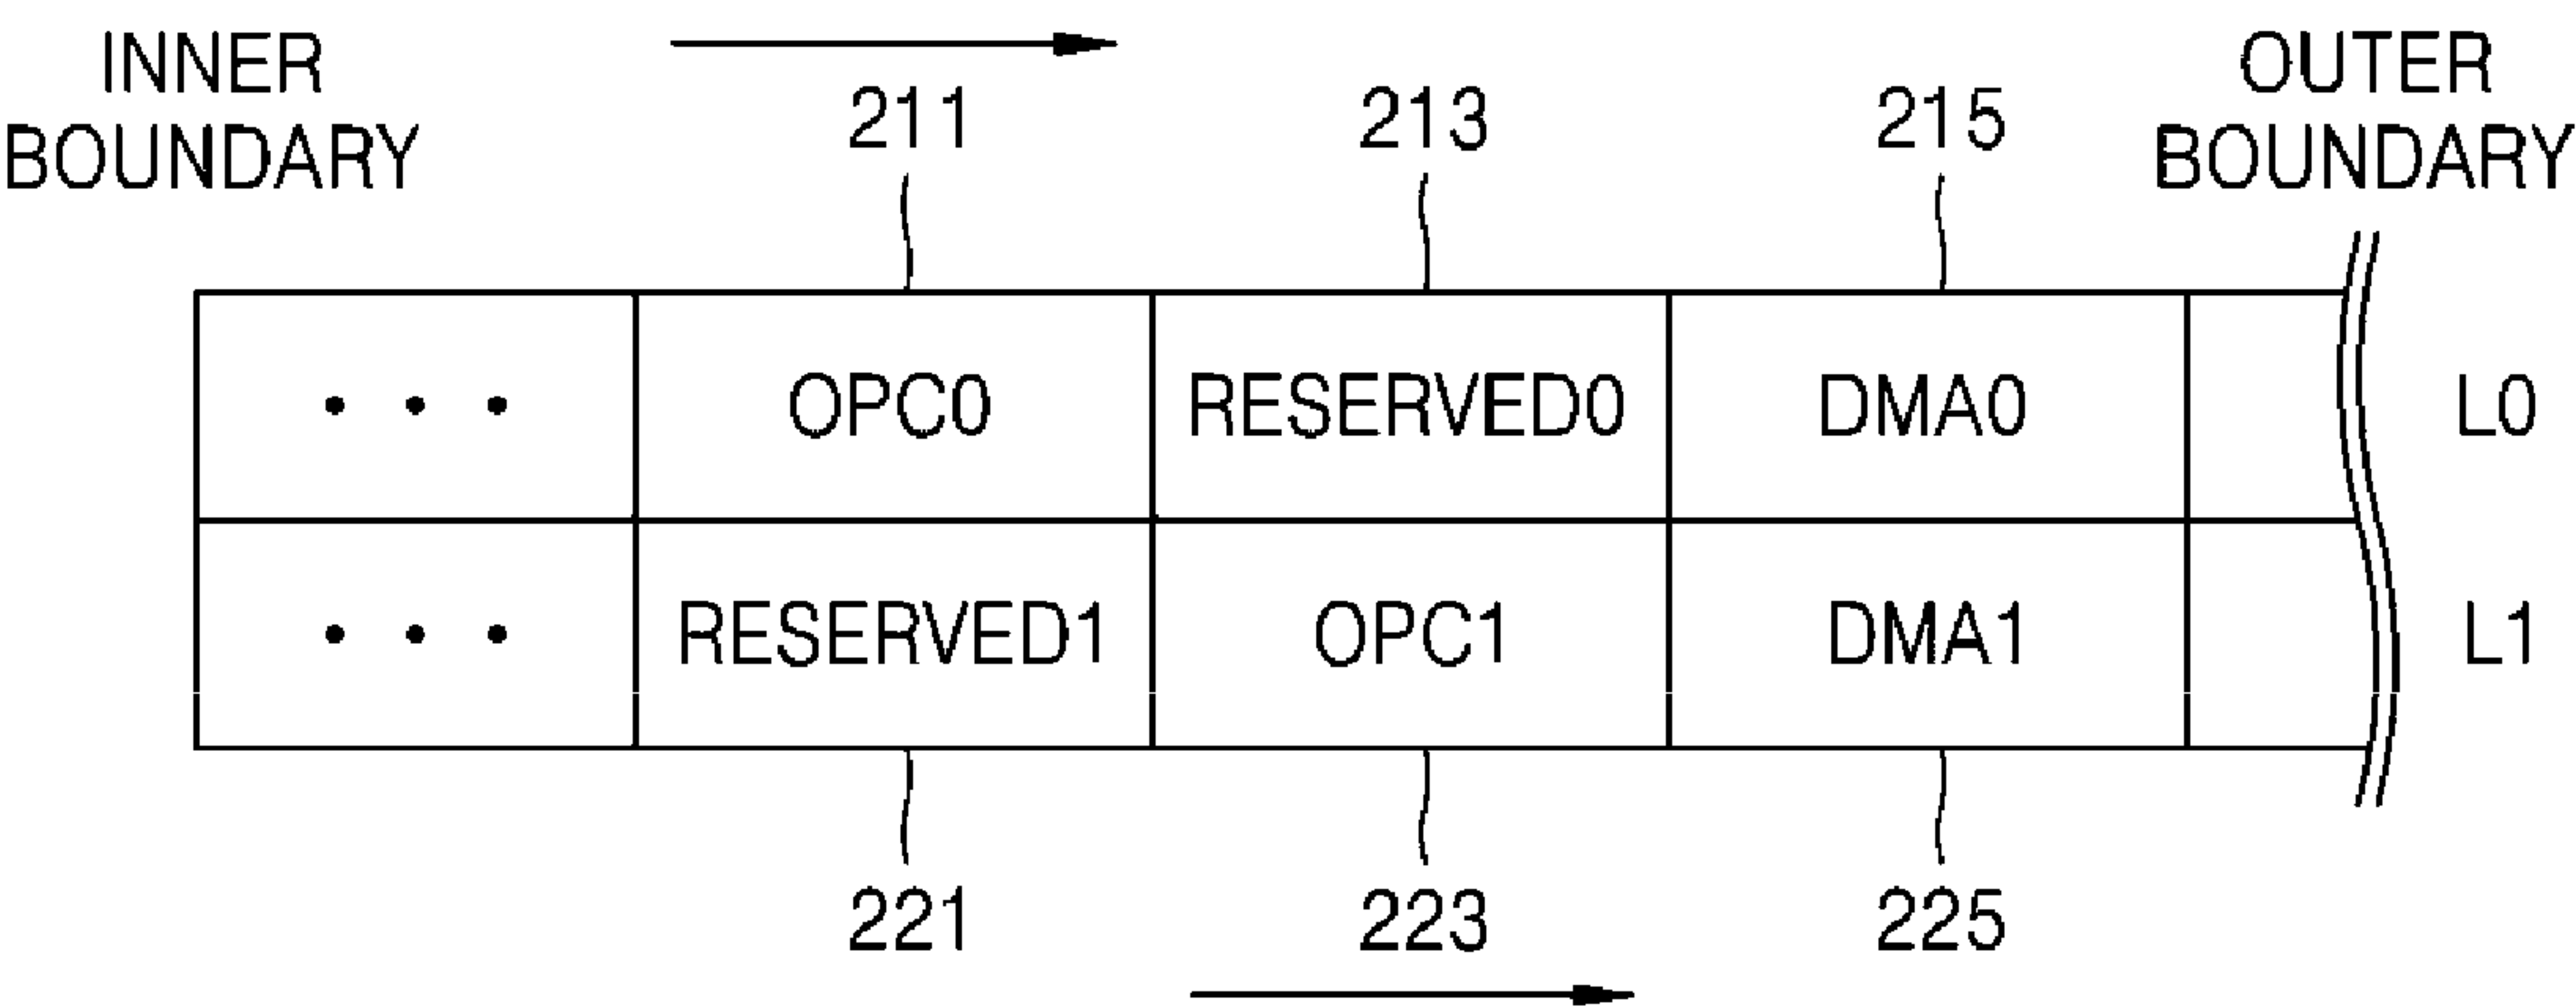 INNER
BOUNDARY
OUTER
BOUNDARY
211 213 215
• • • OPC0 RESERVED0 DMA0 L0
• • • RESERVED1 OPC1 DMA1 L1
221 223 225